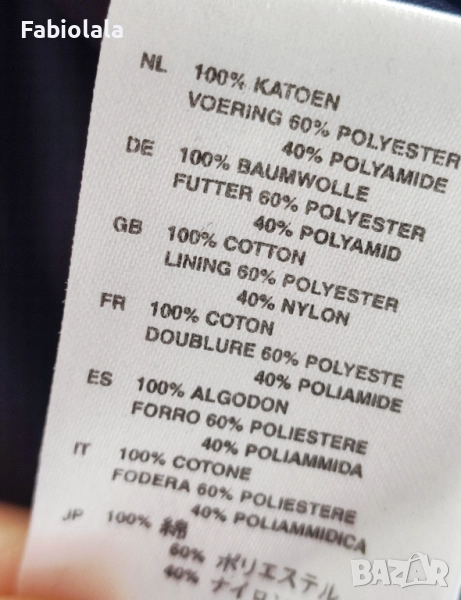 Fabiolala
NL 100% KATOEN
VOERING 60% POLYESTER
40% POLYAMIDE
DE 100% BAUMWOLLE
FUTTER 60% POLYESTER
40% POLYAMID
GB 100% COTTON
LINING 60% POLYESTER
40% NYLON
FR 100% COTON
DOUBLURE 60% POLYESTE
40% POLIAMIDE
ES 100% ALGODON
FORRO 60% POLIESTERE
40% POLIAMMIDA
IT 100% COTONE
FODERA 60% POLIESTERE
40% POLIAMMIDICA
JP 100% 綿
60% ポリエステル
40% ナイロン
BAZAR